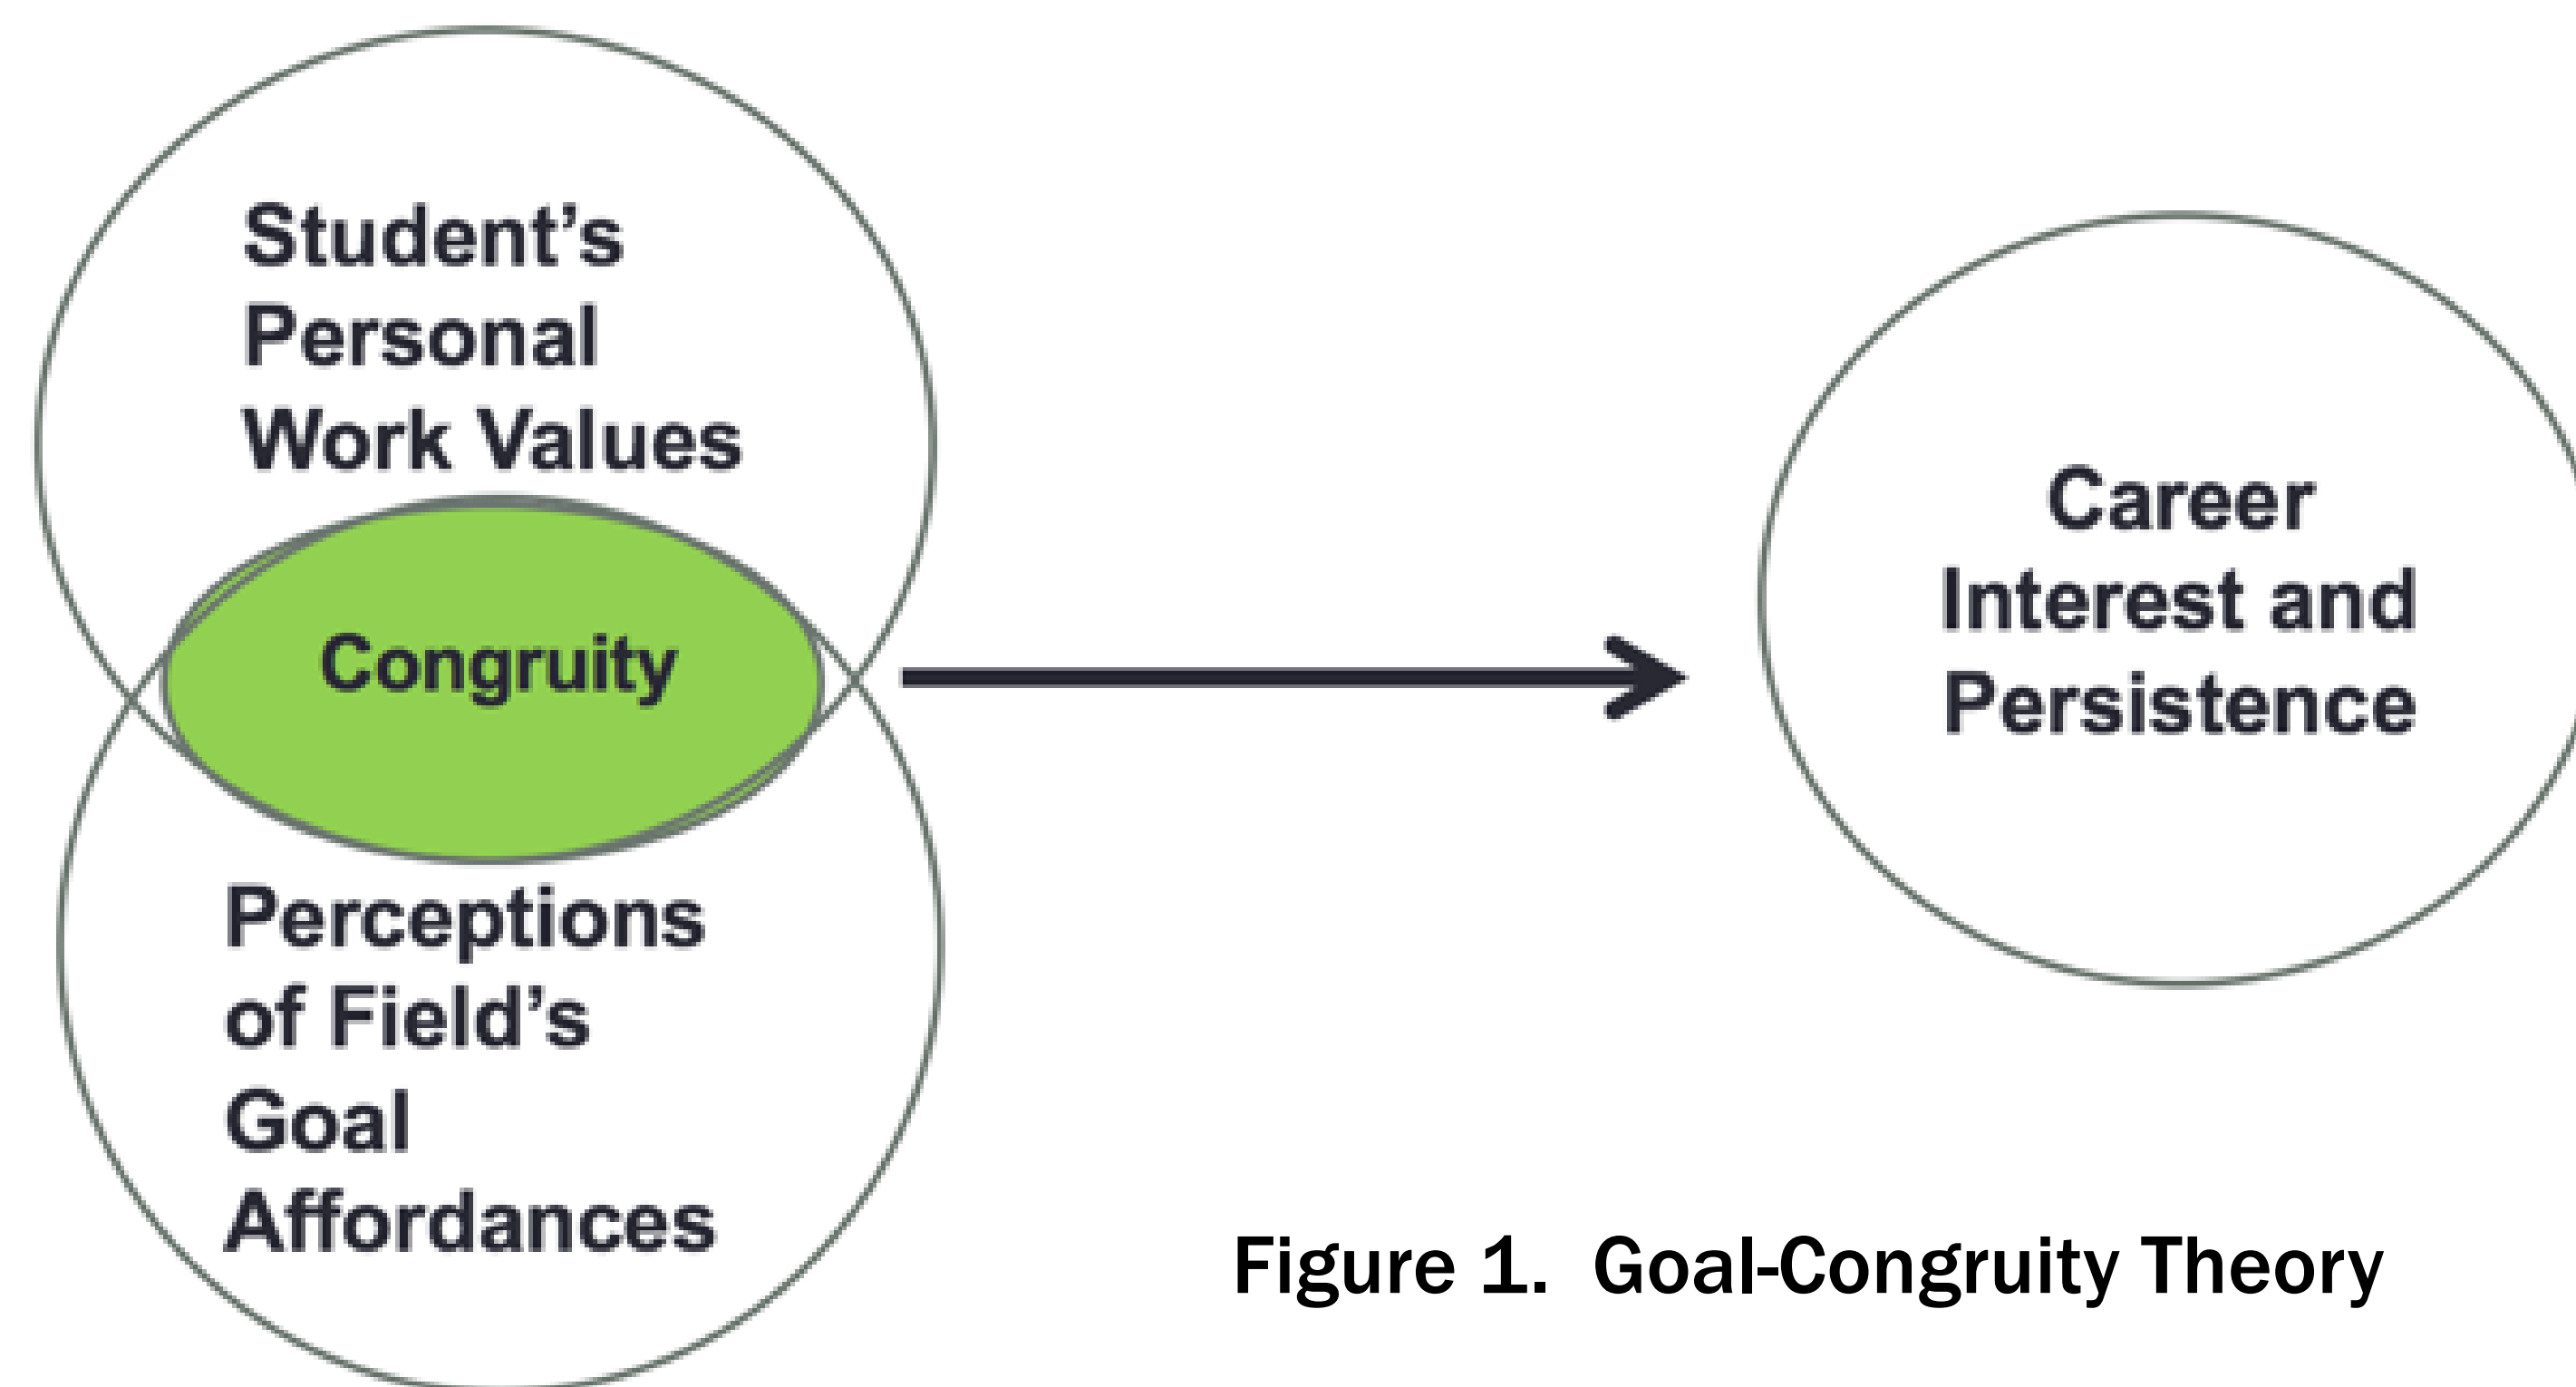 Student’s
Personal
Work Values
Congruity
Perceptions
of Field’s
Goal
Affordances
Career
Interest and
Persistence
Figure 1.  Goal-Congruity Theory